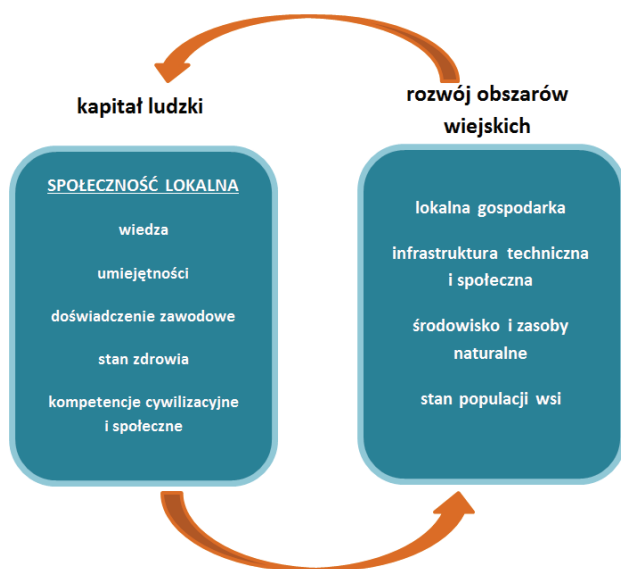 kapitał ludzki
SPOŁECZNOŚĆ LOKALNA
wiedza
umiejętności
doświadczenie zawodowe
stan zdrowia
kompetencje cywilizacyjne
i społeczne
rozwój obszarów
wiejskich
lokalna gospodarka
infrastruktura techniczna
i społeczna
środowisko i zasoby
naturalne
stan populacji wsi